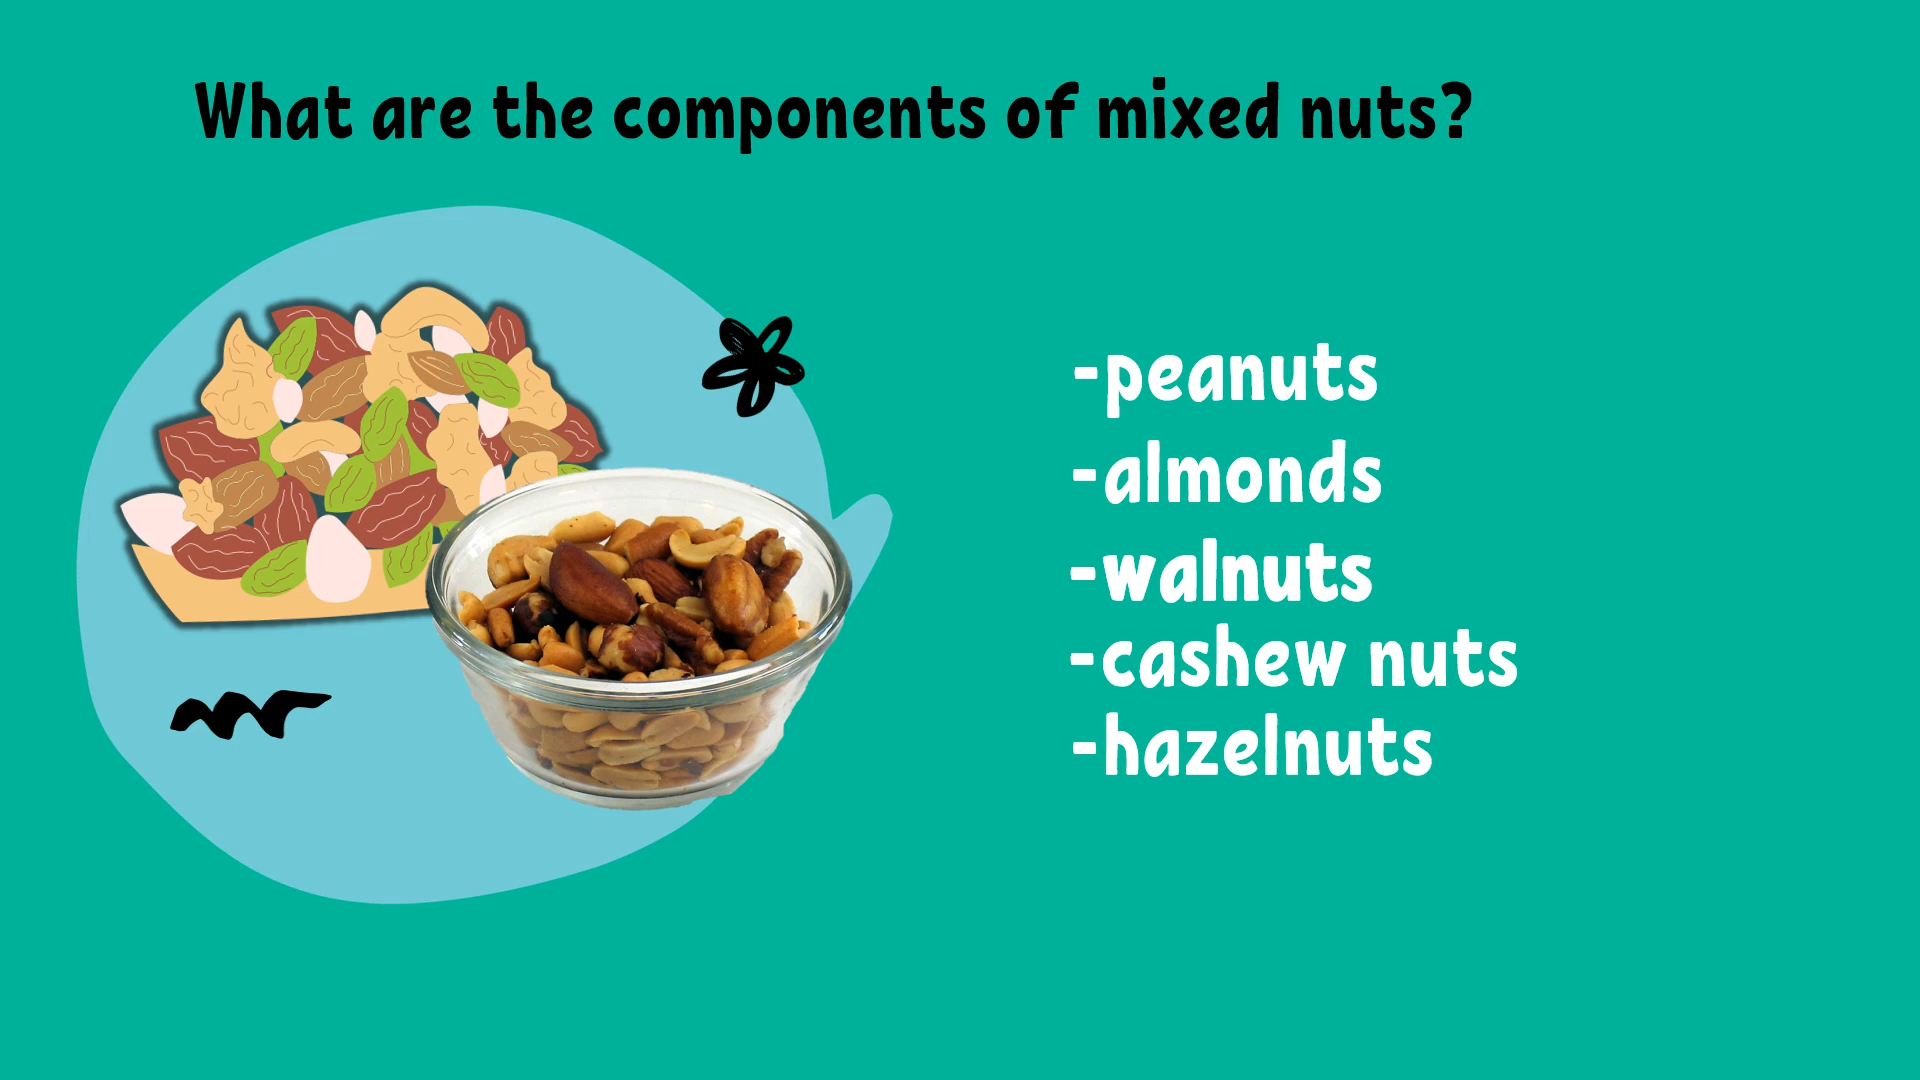 What are the components of mixed nuts?
-peanuts
-almonds
-walnuts
-cashew nuts
-hazelnuts